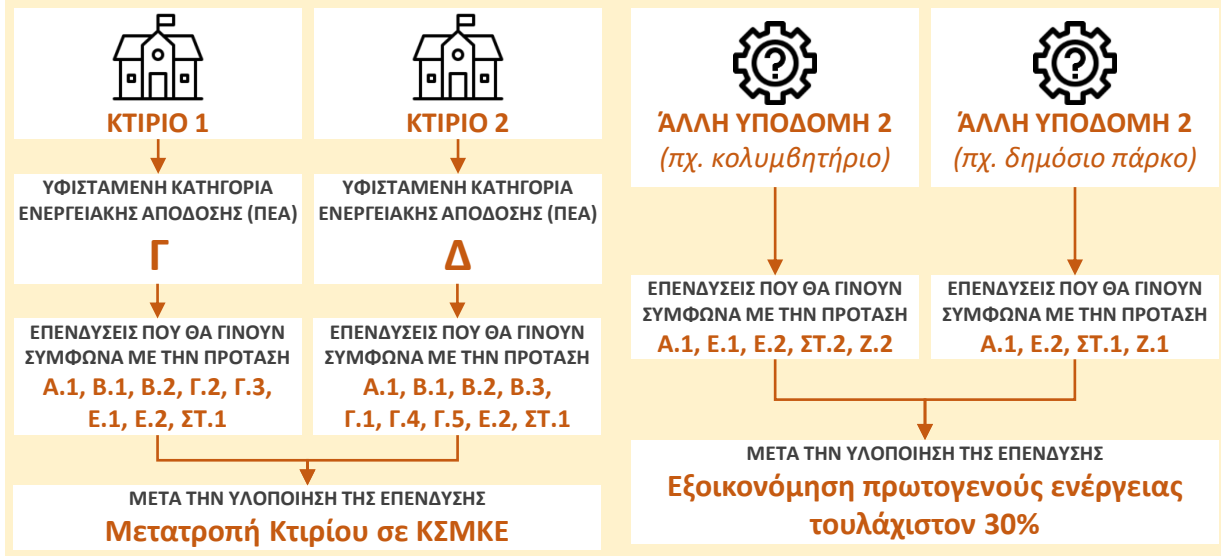 ΚΤΙΡΙΟ 1
ΥΦΙΣΤΑΜΕΝΗ ΚΑΤΗΓΟΡΙΑ
ΕΝΕΡΓΕΙΑΚΗΣ ΑΠΟΔΟΣΗΣ (ΠΕΑ)
Γ
ΕΠΕΝΔΥΣΕΙΣ ΠΟΥ ΘΑ ΓΙΝΟΥΝ
ΣΥΜΦΩΝΑ ΜΕ ΤΗΝ ΠΡΟΤΑΣΗ
Α.1, Β.1, Β.2, Γ.2, Γ.3,
Ε.1, Ε.2, ΣΤ.1
ΚΤΙΡΙΟ 2
ΥΦΙΣΤΑΜΕΝΗ ΚΑΤΗΓΟΡΙΑ
ΕΝΕΡΓΕΙΑΚΗΣ ΑΠΟΔΟΣΗΣ (ΠΕΑ)
Δ
ΕΠΕΝΔΥΣΕΙΣ ΠΟΥ ΘΑ ΓΙΝΟΥΝ
ΣΥΜΦΩΝΑ ΜΕ ΤΗΝ ΠΡΟΤΑΣΗ
Α.1, Β.1, Β.2, Β.3,
Γ.1, Γ.4, Γ.5, Ε.2, ΣΤ.1
ΜΕΤΑ ΤΗΝ ΥΛΟΠΟΙΗΣΗ ΤΗΣ ΕΠΕΝΔΥΣΗΣ
Μετατροπή Κτιρίου σε ΚΣΜΚΕ
?
ΆΛΛΗ ΥΠΟΔΟΜΗ 2
(πχ. κολυμβητήριο)
ΕΠΕΝΔΥΣΕΙΣ ΠΟΥ ΘΑ ΓΙΝΟΥΝ
ΣΥΜΦΩΝΑ ΜΕ ΤΗΝ ΠΡΟΤΑΣΗ
Α.1, Ε.1, Ε.2, ΣΤ.2, Ζ.2
?
ΆΛΛΗ ΥΠΟΔΟΜΗ 2
(πχ. δημόσιο πάρκο)
ΕΠΕΝΔΥΣΕΙΣ ΠΟΥ ΘΑ ΓΙΝΟΥΝ
ΣΥΜΦΩΝΑ ΜΕ ΤΗΝ ΠΡΟΤΑΣΗ
Α.1, Ε.2, ΣΤ.1, Ζ.1
ΜΕΤΑ ΤΗΝ ΥΛΟΠΟΙΗΣΗ ΤΗΣ ΕΠΕΝΔΥΣΗΣ
Εξοικονόμηση πρωτογενούς ενέργειας
τουλάχιστον 30%